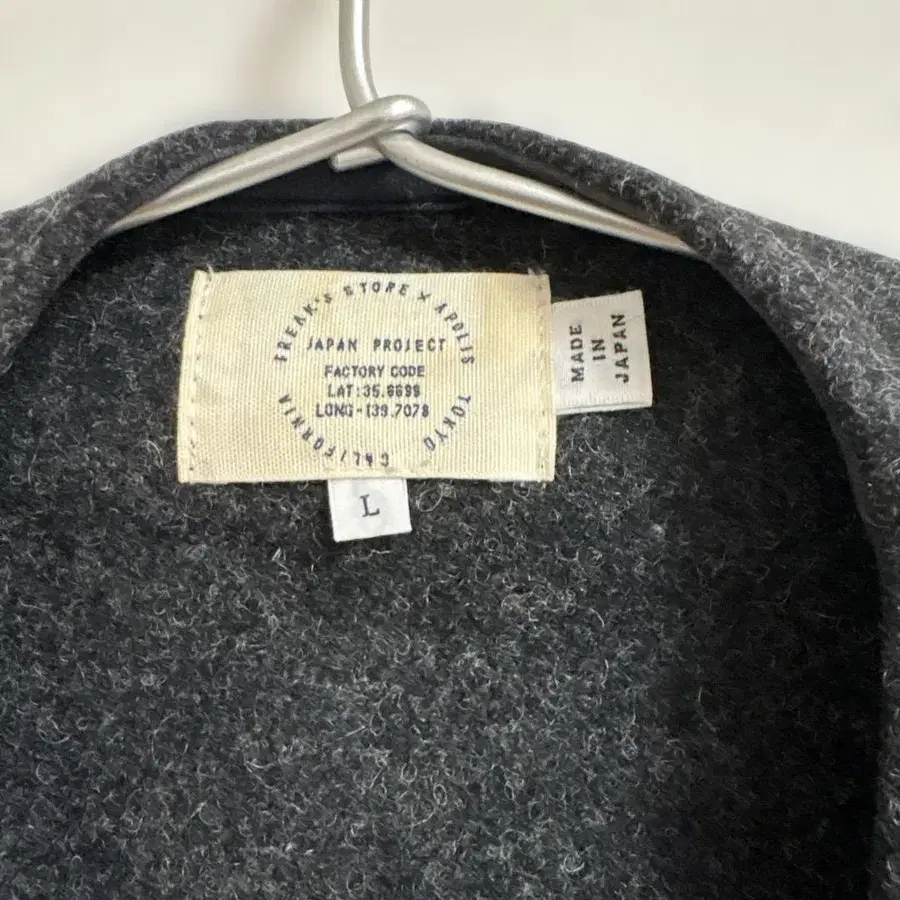 FREAK'S STORE × APOLIS
JAPAN PROJECT
FACTORY CODE
LAT:35.6699
LONG-139.7078
TOKYO
CALIFORNIA
MADE
IN
JAPAN
L